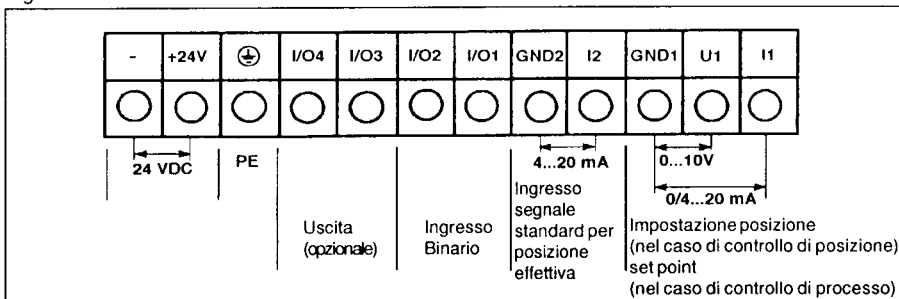 - +24V I/O4 I/O3 I/O2 I/O1 GND2 I2 GND1 U1 I1
24 VDC
PE
4...20 mA
0...10V
0/4...20 mA
Uscita
(opzionale)
Ingresso
Binario
Ingresso
segnale
standard per
posizione
effettiva
Impostazione posizione
(nel caso di controllo di posizione)
set point
(nel caso di controllo di processo)